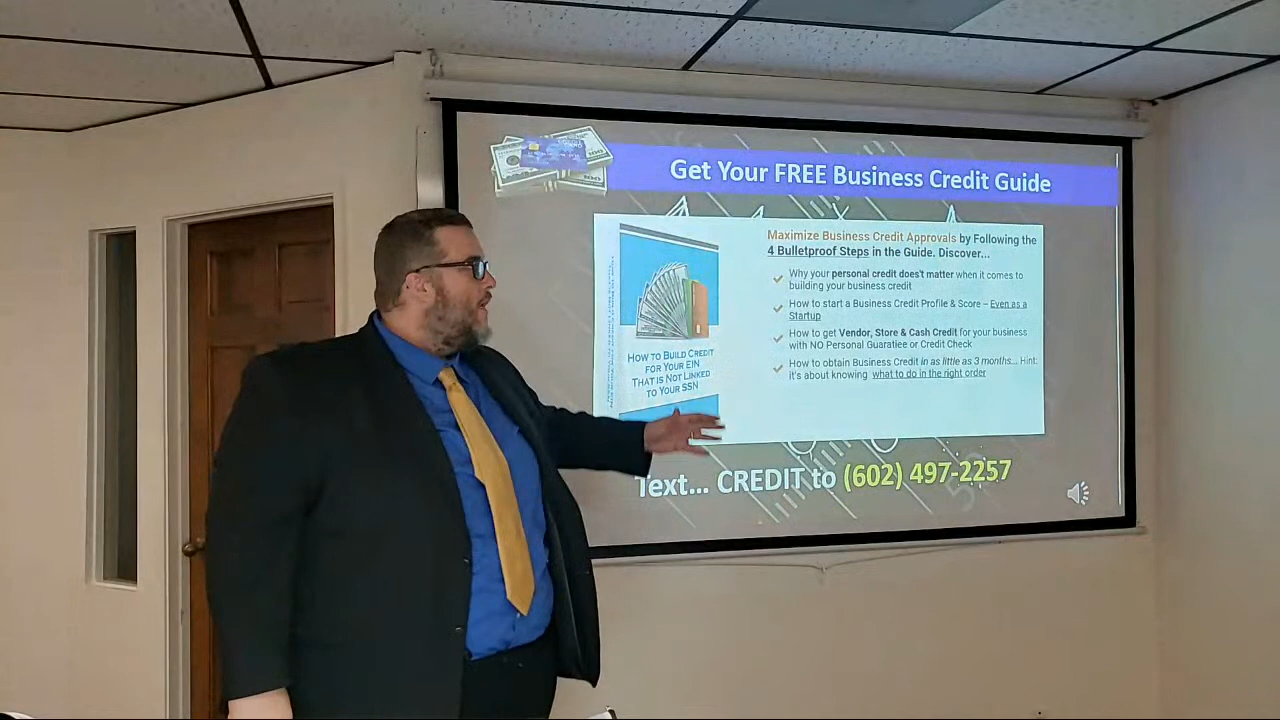 Get Your FREE Business Credit Guide
Maximize Business Credit Approvals by Following the
4 Bulletproof Steps in the Guide. Discover...
Why your personal credit does't matter when it comes to
building your business credit
How to start a Business Credit Profile & Score – Even as a
Startup
How to get Vendor, Store & Cash Credit for your business
with NO Personal Guaratiee or Credit Check
How to obtain Business Credit in as little as 3 months... Hint:
it's about knowing what to do in the right order
HOW TO BUILD CREDIT
FOR YOUR EIN
THAT IS NOT LINKED
TO YOUR SSN
Text... CREDIT to (602) 497-2257